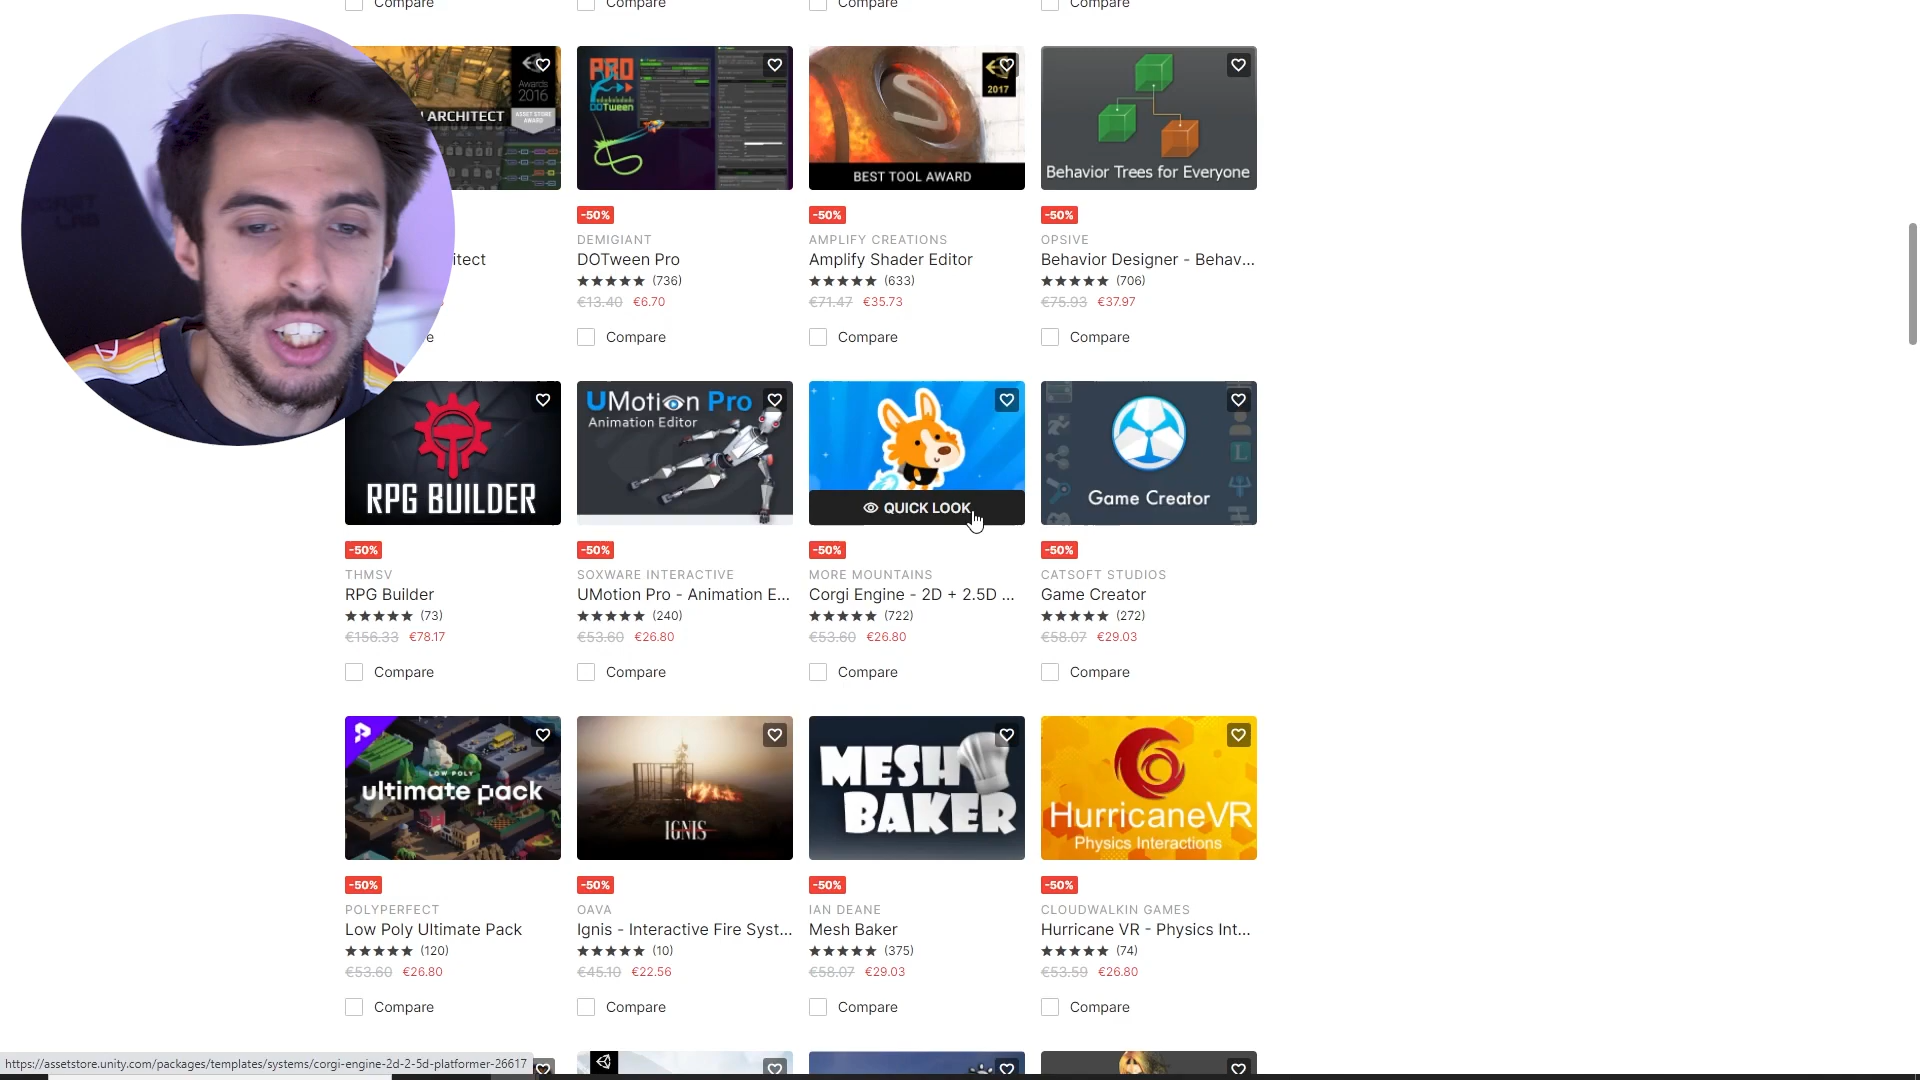 Compare
Compare
Compare
Compare
Awards
2016
ARCHITECT
ASSET STORE
AWARD
PRO
DOTween
2017
BEST TOOL AWARD
Behavior Trees for Everyone
-50%
-50%
-50%
DEMIGIANT
AMPLIFY CREATIONS
OPSIVE
itect
DOTween Pro
Amplify Shader Editor
Behavior Designer - Behav...
(736)
(633)
(706)
€13.40 €6.70
€71.47 €35.73
€75.93 €37.97
Compare
Compare
Compare
RPG BUILDER
UMotion Pro
Animation Editor
QUICK LOOK
Game Creator
-50%
-50%
-50%
-50%
THMSV
SOXWARE INTERACTIVE
MORE MOUNTAINS
CATSOFT STUDIOS
RPG Builder
UMotion Pro - Animation E...
Corgi Engine - 2D + 2.5D ...
Game Creator
(73)
(240)
(722)
(272)
€156.33 €78.17
€53.60 €26.80
€53.60 €26.80
€58.07 €29.03
Compare
Compare
Compare
Compare
LOW POLY
ultimate pack
IGNIS
MESH
BAKER
HurricaneVR
Physics Interactions
-50%
-50%
-50%
-50%
POLYPERFECT
OAVA
IAN DEANE
CLOUDWALKIN GAMES
Low Poly Ultimate Pack
Ignis - Interactive Fire Syst...
Mesh Baker
Hurricane VR - Physics Int...
(120)
(10)
(375)
(74)
€53.60 €26.80
€45.10 €22.56
€58.07 €29.03
€53.59 €26.80
Compare
Compare
Compare
Compare
https://assetstore.unity.com/packages/templates/systems/corgi-engine-2d-2-5d-platformer-26617